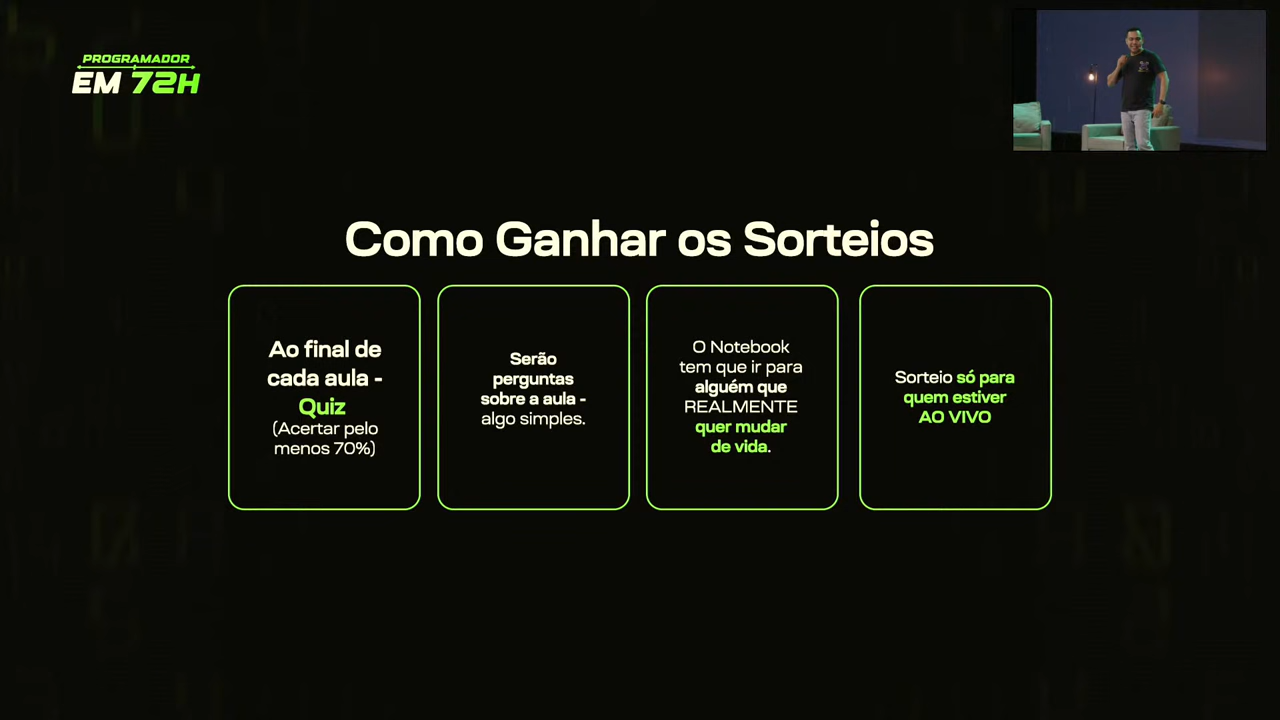 PROGRAMADOR
EM 72H
Como Ganhar os Sorteios
Ao final de
cada aula -
Quiz
(Acertar pelo
menos 70%)
Serão
perguntas
sobre a aula -
algo simples.
O Notebook
tem que ir para
alguém que
REALMENTE
quer mudar
de vida.
Sorteio só para
quem estiver
AO VIVO